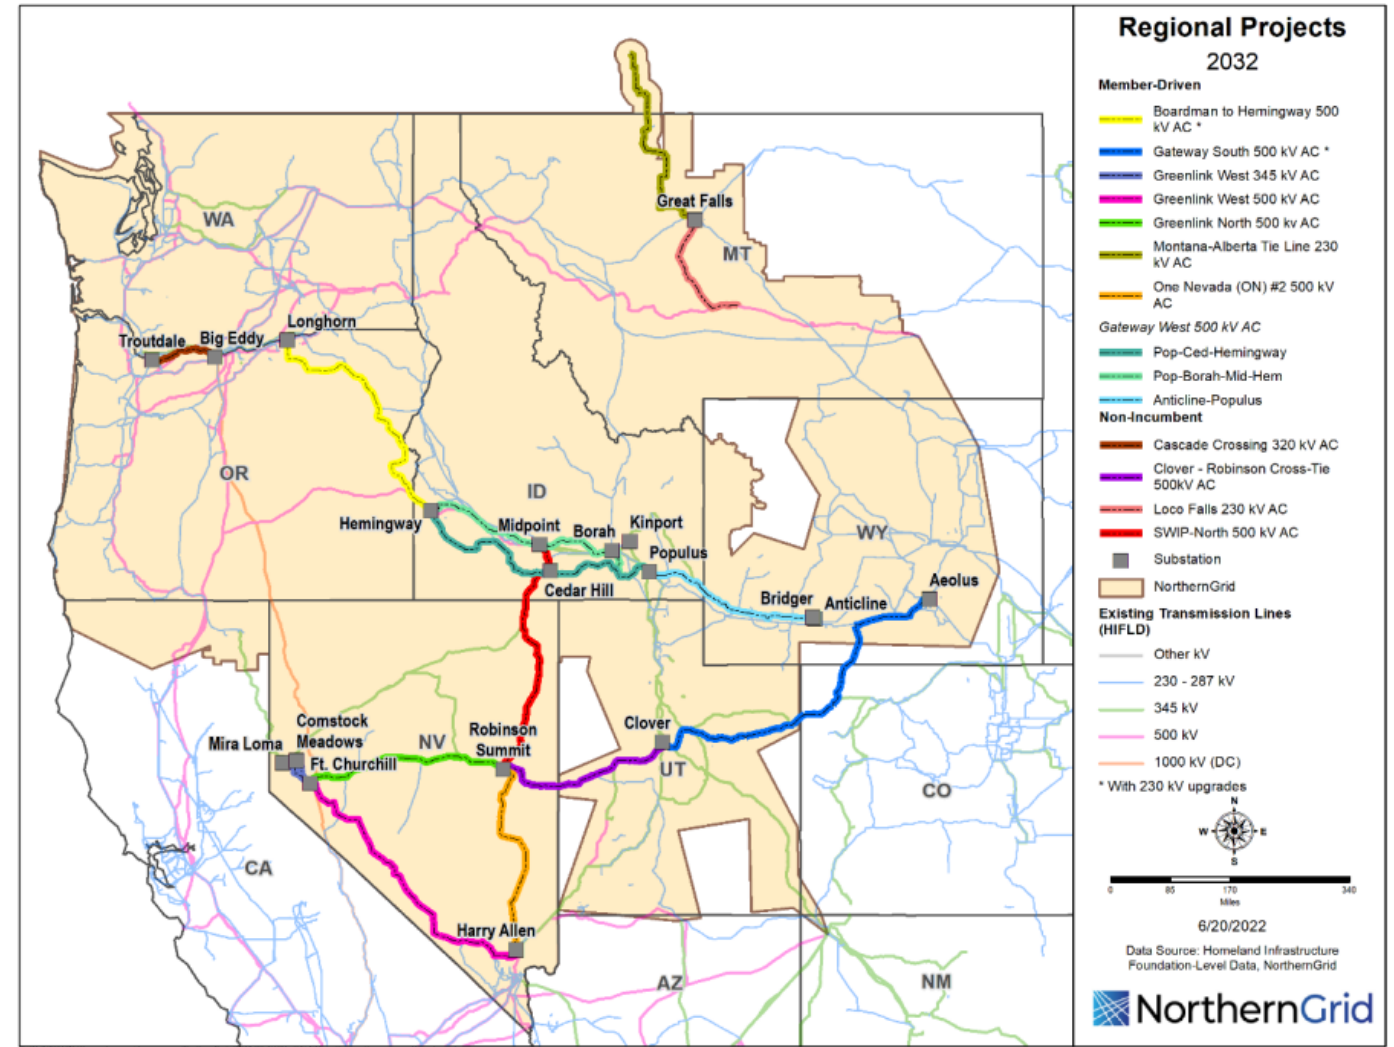 Regional Projects
2032
Member-Driven
Boardman to Hemingway 500
kV AC *
Gateway South 500 kV AC *
Greenlink West 345 kV AC
Greenlink West 500 kV AC
Greenlink North 500 kv AC
Montana-Alberta Tie Line 230
kV AC
One Nevada (ON) #2 500 kV
AC
Gateway West 500 kV AC
Pop-Ced-Hemingway
Pop-Borah-Mid-Hem
Anticline-Populus
Non-Incumbent
Cascade Crossing 320 kV AC
Clover - Robinson Cross-Tie
500kV AC
Loco Falls 230 kV AC
SWIP-North 500 kV AC
Substation
NorthernGrid
Existing Transmission Lines
(HIFLD)
Other kV
230 - 287 kV
345 kV
500 kV
1000 kV (DC)
* With 230 kV upgrades
N
W
E
S
0
85
170
340
Miles
6/20/2022
Data Source: Homeland Infrastructure
Foundation-Level Data, NorthernGrid
NorthernGrid
WA
Great Falls
MT
Longhorn
Troutdale
Big Eddy
OR
ID
Hemingway
Midpoint
Borah
Kinport
Populus
Cedar Hill
WY
Bridger
Anticline
Aeolus
Comstock
Meadows
Mira Loma
Ft. Churchill
NV
Robinson
Summit
Clover
UT
CO
CA
Harry Allen
AZ
NM